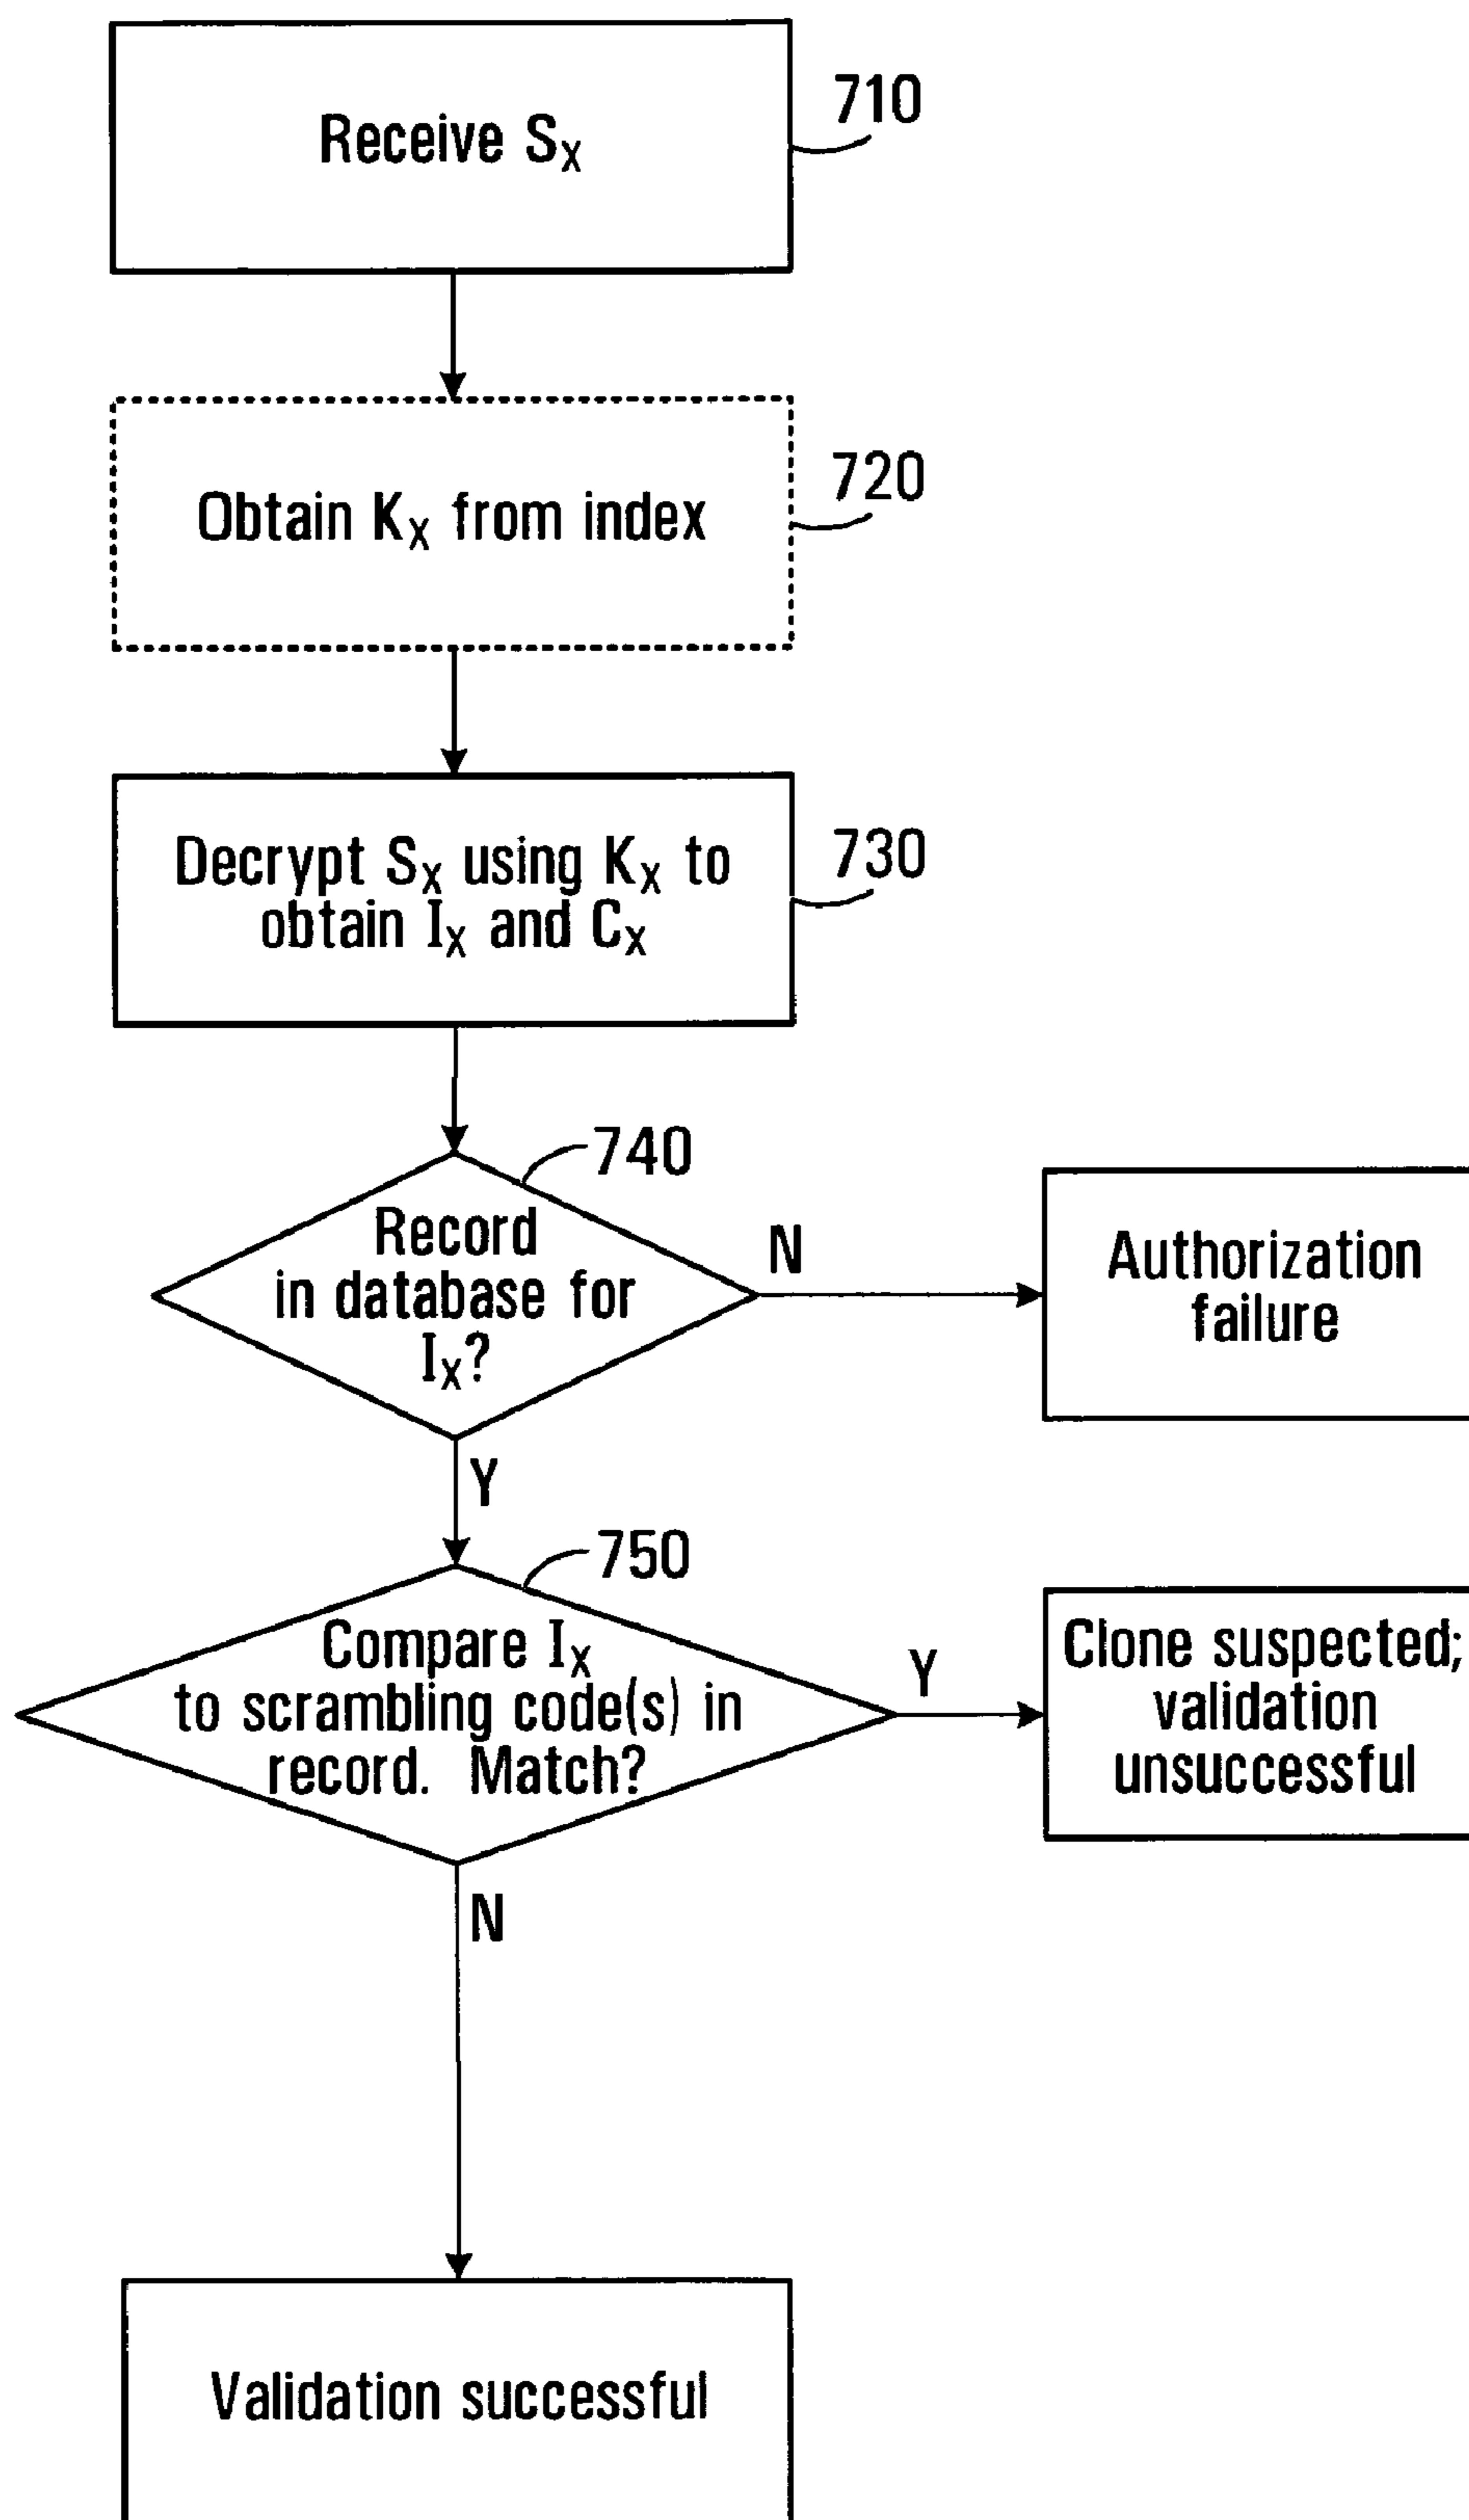 Receive Sx
710
Obtain Kx from index
720
Decrypt Sx using Kx to
obtain Ix and Cx
730
740
Record
in database for
Ix?
N
Authorization
failure
Y
750
Compare Ix
to scrambling code(s) in
record. Match?
Y
Clone suspected;
validation
unsuccessful
N
Validation successful